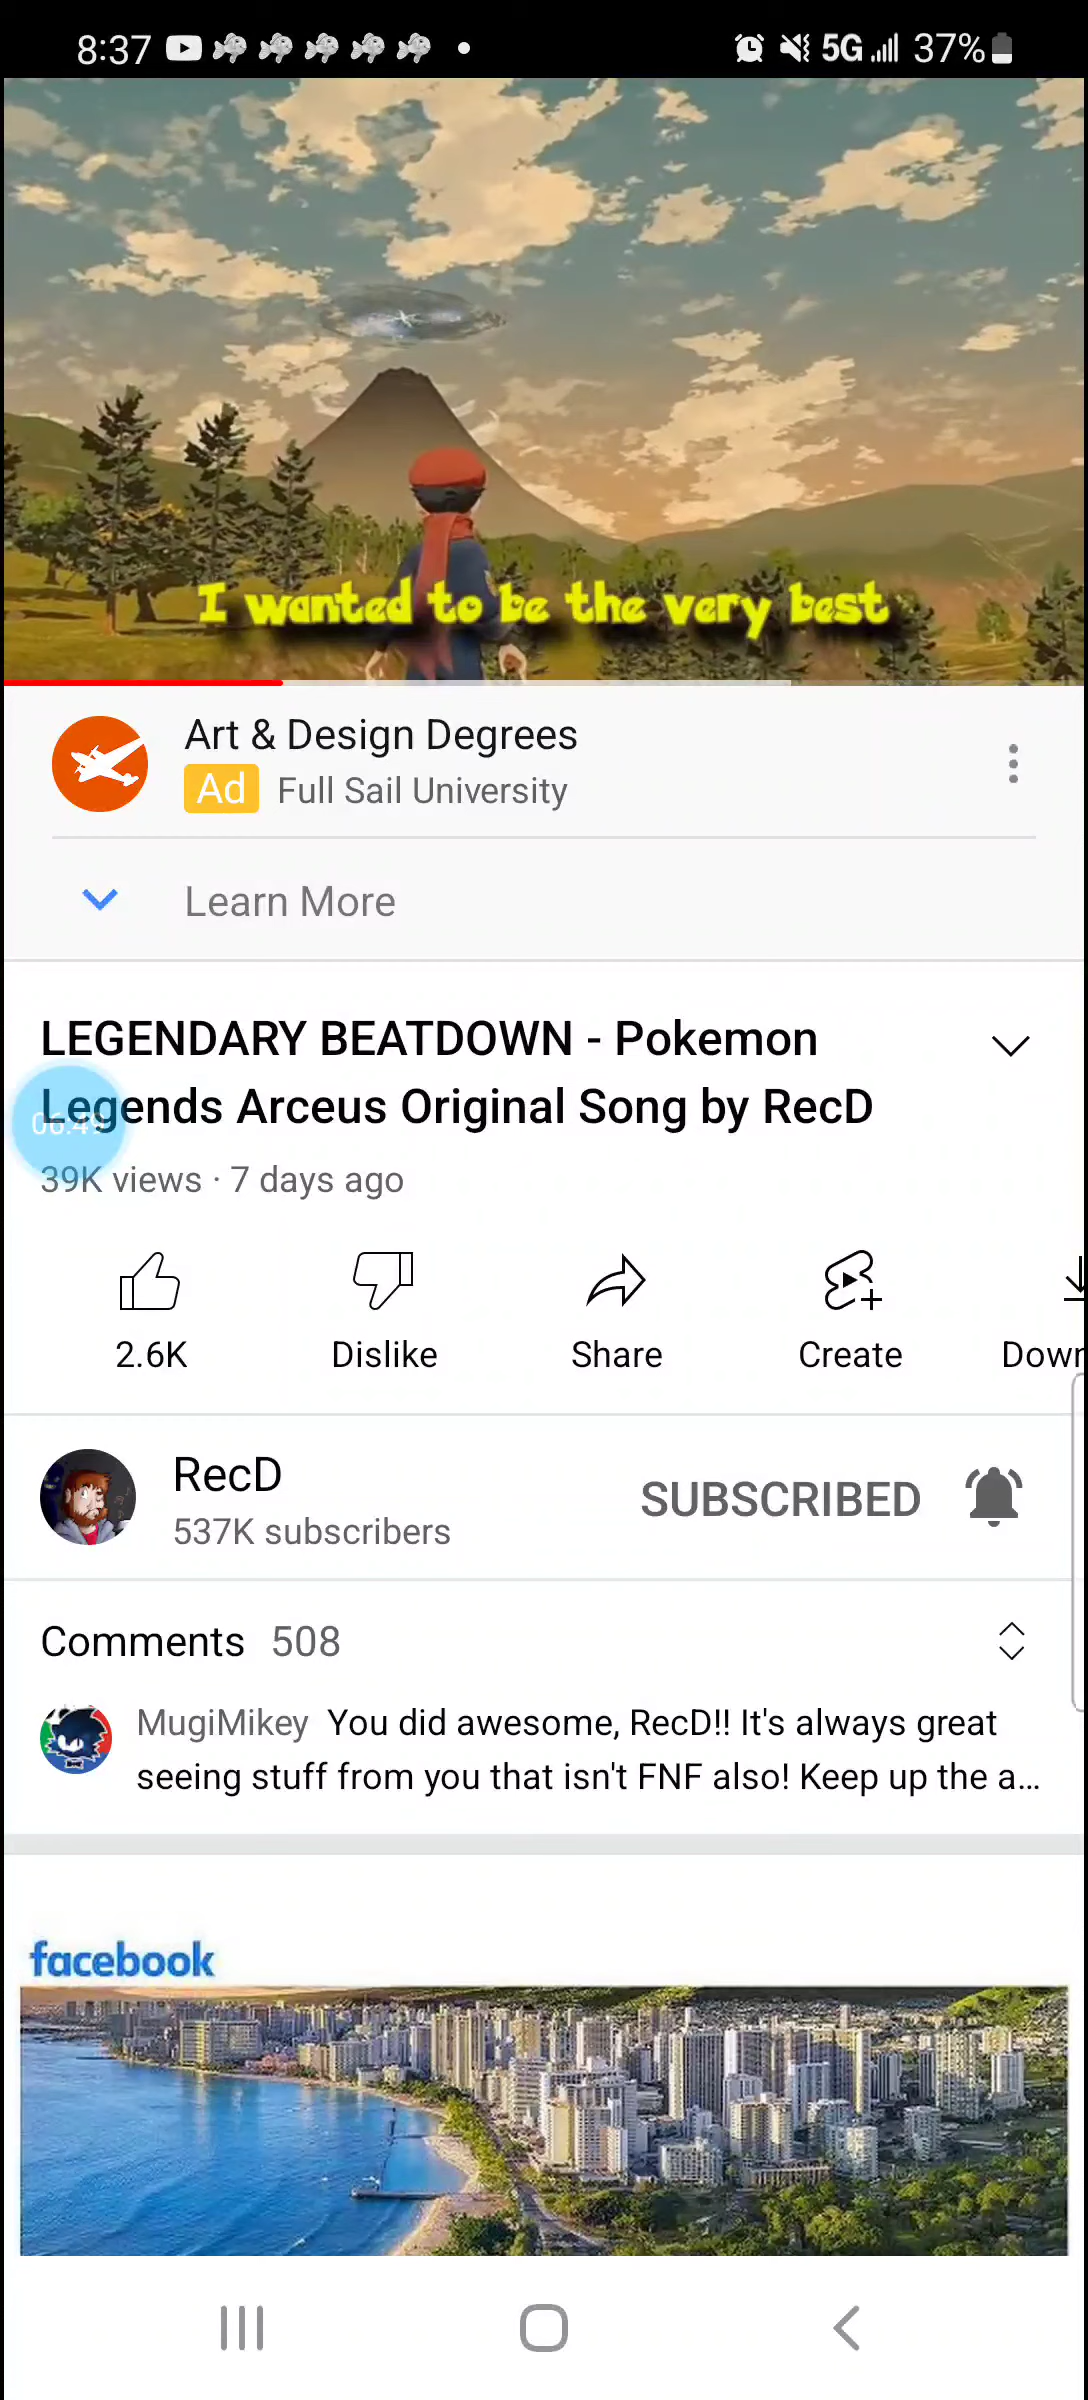 8:37 5G 37%
I wanted to be the very best
Art & Design Degrees
Ad Full Sail University
Learn More
LEGENDARY BEATDOWN - Pokemon
Legends Arceus Original Song by RecD
06:49
39K views · 7 days ago
2.6K Dislike Share Create Down
RecD
537K subscribers
SUBSCRIBED
Comments 508
MugiMikey You did awesome, RecD!! It's always great
seeing stuff from you that isn't FNF also! Keep up the a...
facebook